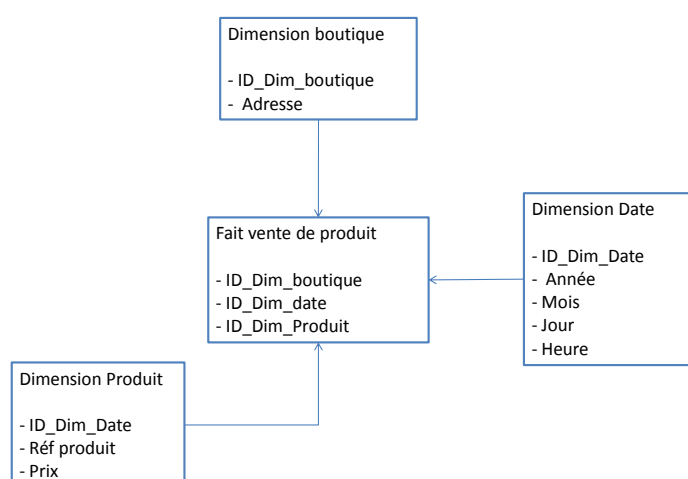 Dimension boutique
- ID_Dim_boutique
- Adresse
Fait vente de produit
- ID_Dim_boutique
- ID_Dim_date
- ID_Dim_Produit
Dimension Date
- ID_Dim_Date
- Année
- Mois
- Jour
- Heure
Dimension Produit
- ID_Dim_Date
- Réf produit
- Prix